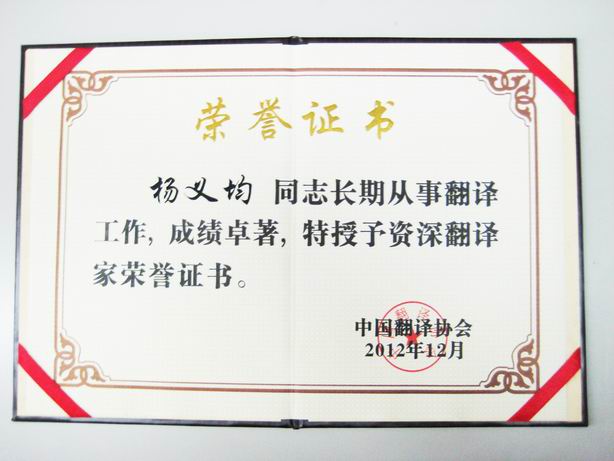 荣誉证书
杨义均 同志长期从事翻译
工作, 成绩卓著, 特授予资深翻译
家荣誉证书。
中国翻译协会
2012年12月